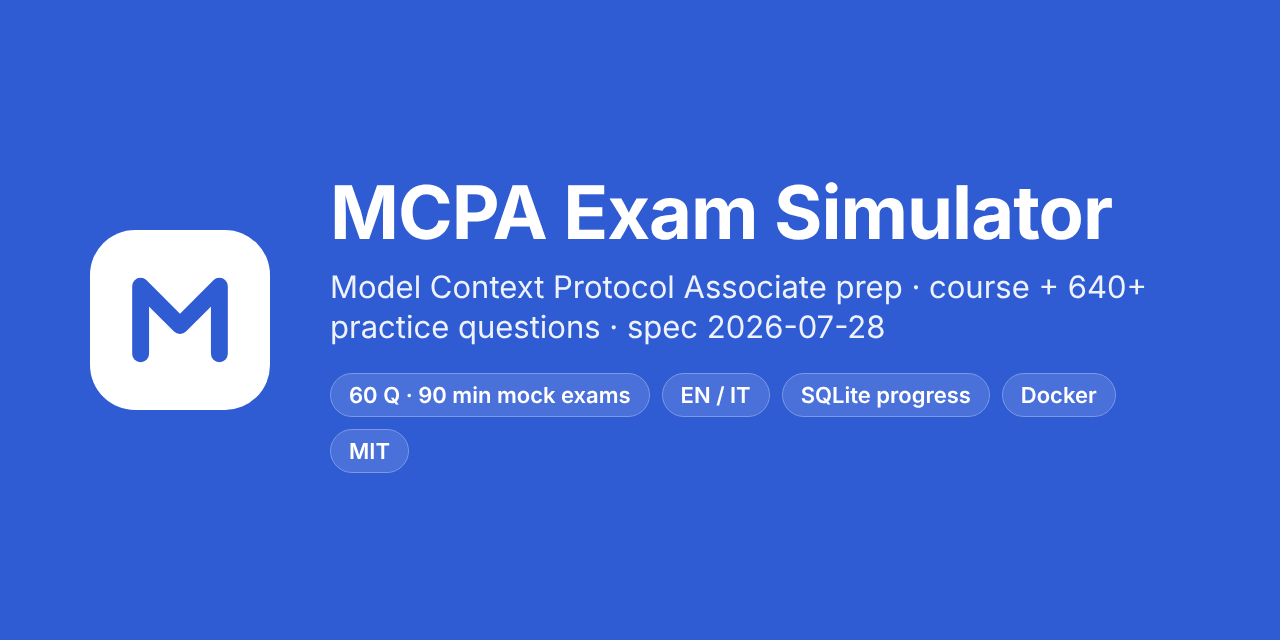 M
MCPA Exam Simulator
Model Context Protocol Associate prep · course + 640+
practice questions · spec 2026-07-28
60 Q · 90 min mock exams
EN / IT
SQLite progress
Docker
MIT